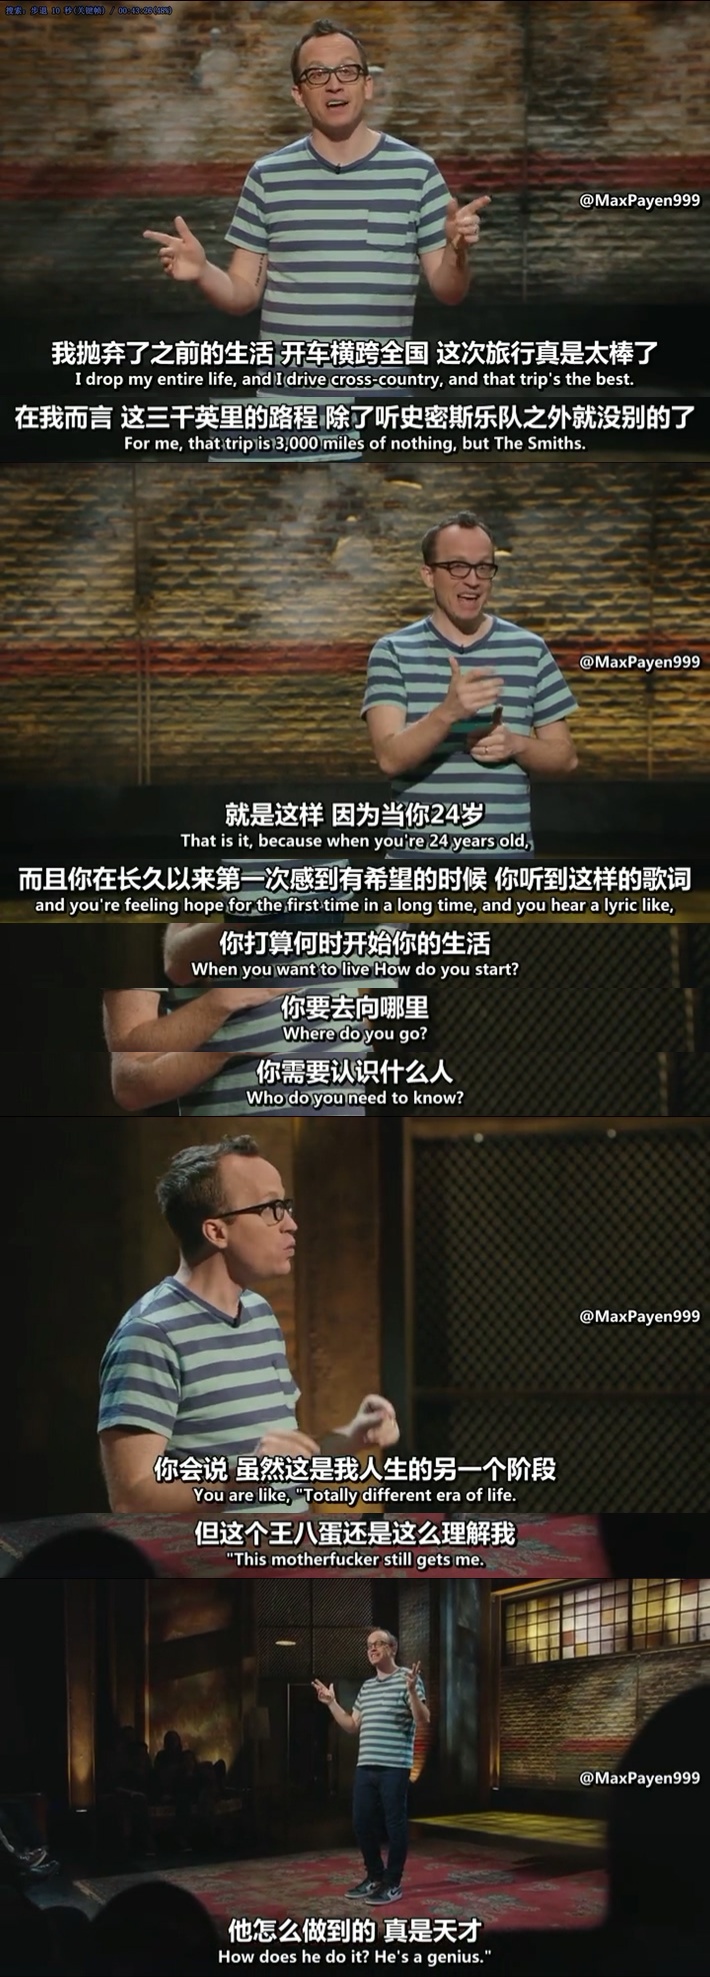 搜索: 步进 10 秒(关键帧) / 00:43:26(48%)
@MaxPayen999
我抛弃了之前的生活 开车横跨全国 这次旅行真是太棒了
I drop my entire life, and I drive cross-country, and that trip's the best.
在我而言 这三千英里的路程 除了听史密斯乐队之外就没别的了
For me, that trip is 3,000 miles of nothing, but The Smiths.
@MaxPayen999
就是这样 因为当你24岁
That is it, because when you're 24 years old,
而且你在长久以来第一次感到有希望的时候 你听到这样的歌词
and you're feeling hope for the first time in a long time, and you hear a lyric like,
你打算何时开始你的生活
When you want to live How do you start?
你要去向哪里
Where do you go?
你需要认识什么人
Who do you need to know?
@MaxPayen999
你会说 虽然这是我人生的另一个阶段
You are like, "Totally different era of life.
但这个王八蛋还是这么理解我
"This motherfucker still gets me.
@MaxPayen999
他怎么做到的 真是天才
How does he do it? He's a genius."